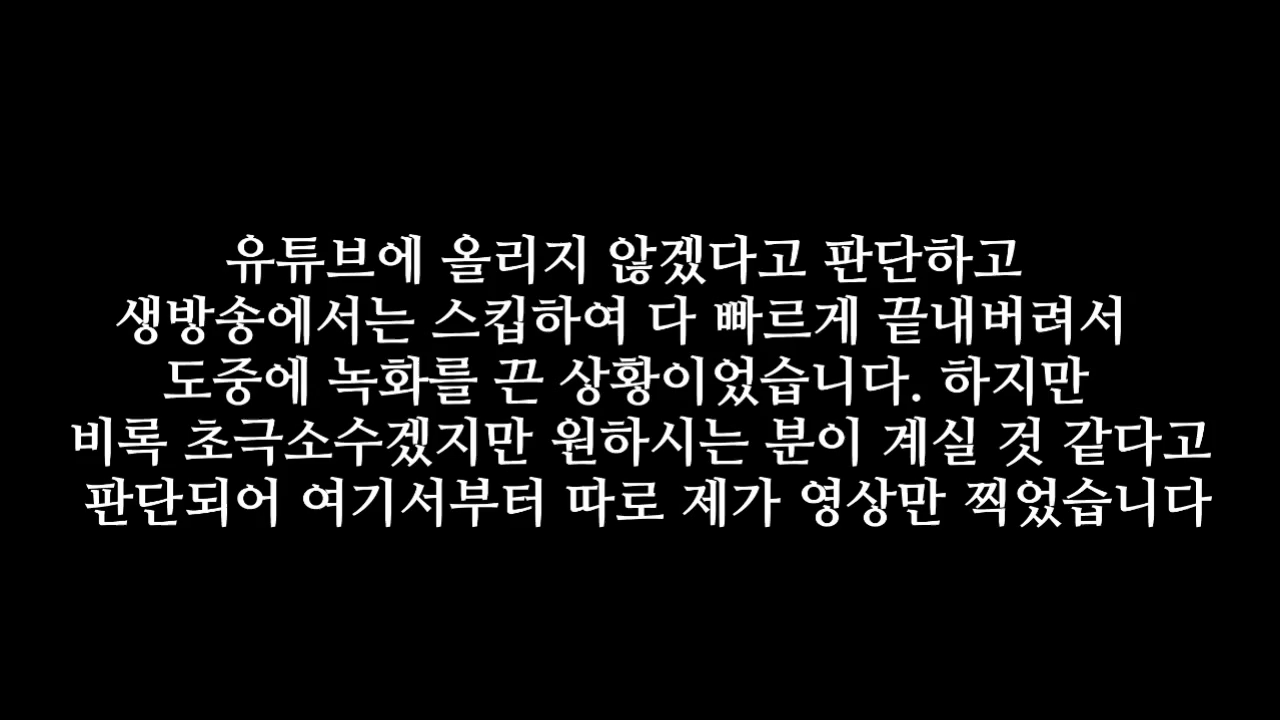 유튜브에 올리지 않겠다고 판단하고
생방송에서는 스킵하여 다 빠르게 끝내버려서
도중에 녹화를 끈 상황이었습니다. 하지만
비록 초극소수겠지만 원하시는 분이 계실 것 같다고
판단되어 여기서부터 따로 제가 영상만 찍었습니다